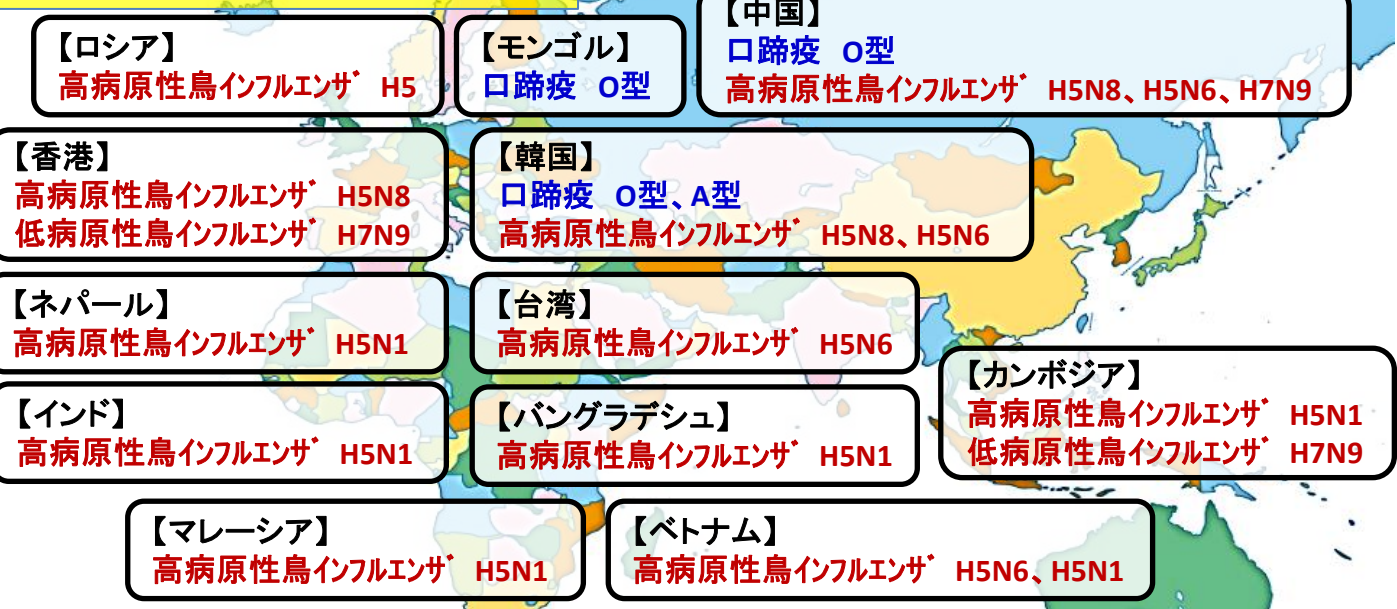 【ロシア】
高病原性鳥インフルエンザ H5
【モンゴル】
口蹄疫 O型
【中国】
口蹄疫 O型
高病原性鳥インフルエンザ H5N8、H5N6、H7N9
【香港】
高病原性鳥インフルエンザ H5N8
低病原性鳥インフルエンザ H7N9
【韓国】
口蹄疫 O型、A型
高病原性鳥インフルエンザ H5N8、H5N6
【ネパール】
高病原性鳥インフルエンザ H5N1
【台湾】
高病原性鳥インフルエンザ H5N6
【カンボジア】
高病原性鳥インフルエンザ H5N1
低病原性鳥インフルエンザ H7N9
【インド】
高病原性鳥インフルエンザ H5N1
【バングラデシュ】
高病原性鳥インフルエンザ H5N1
【マレーシア】
高病原性鳥インフルエンザ H5N1
【ベトナム】
高病原性鳥インフルエンザ H5N6、H5N1